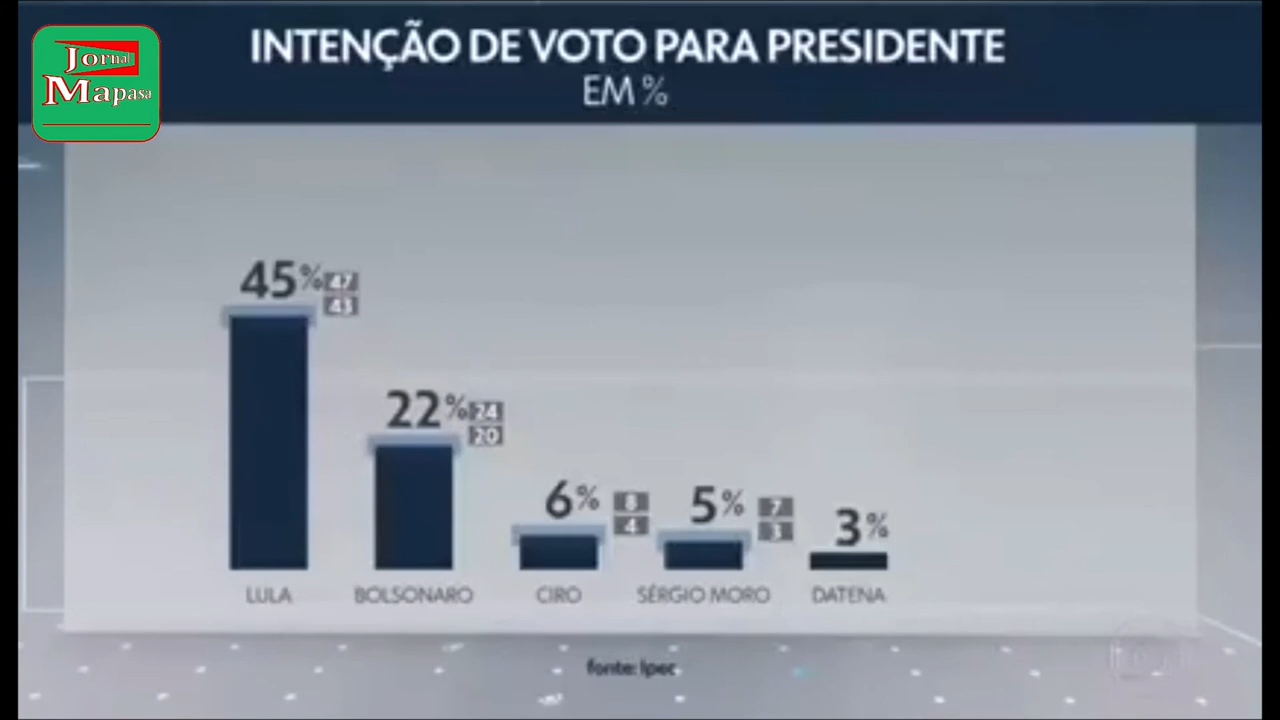 Jornal
Mapasa
INTENÇÃO DE VOTO PARA PRESIDENTE
EM %
45% 47
43
22% 24
20
6% 8
4
5% 7
3
3%
LULA BOLSONARO CIRO SÉRGIO MORO DATENA
fonte: Ipec